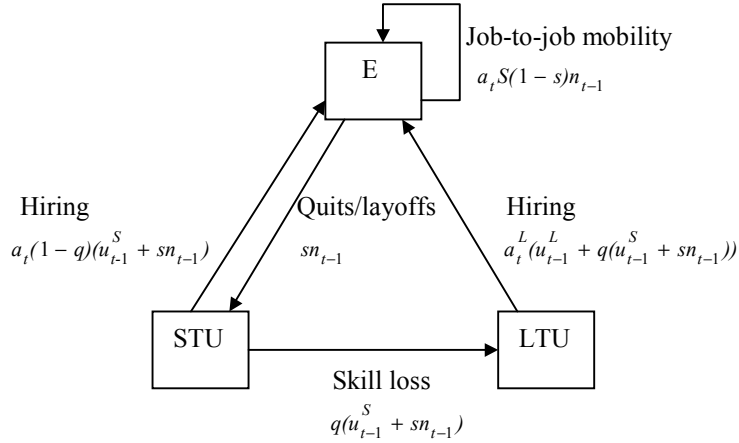 E
Job-to-job mobility
a_t S(1 − s)n_{t−1}
Hiring
a_t(1 − q)(u^S_{t-1} + sn_{t−1})
Quits/layoffs
sn_{t−1}
Hiring
a^L_t(u^L_{t−1} + q(u^S_{t−1} + sn_{t−1}))
STU
LTU
Skill loss
q(u^S_{t−1} + sn_{t−1})